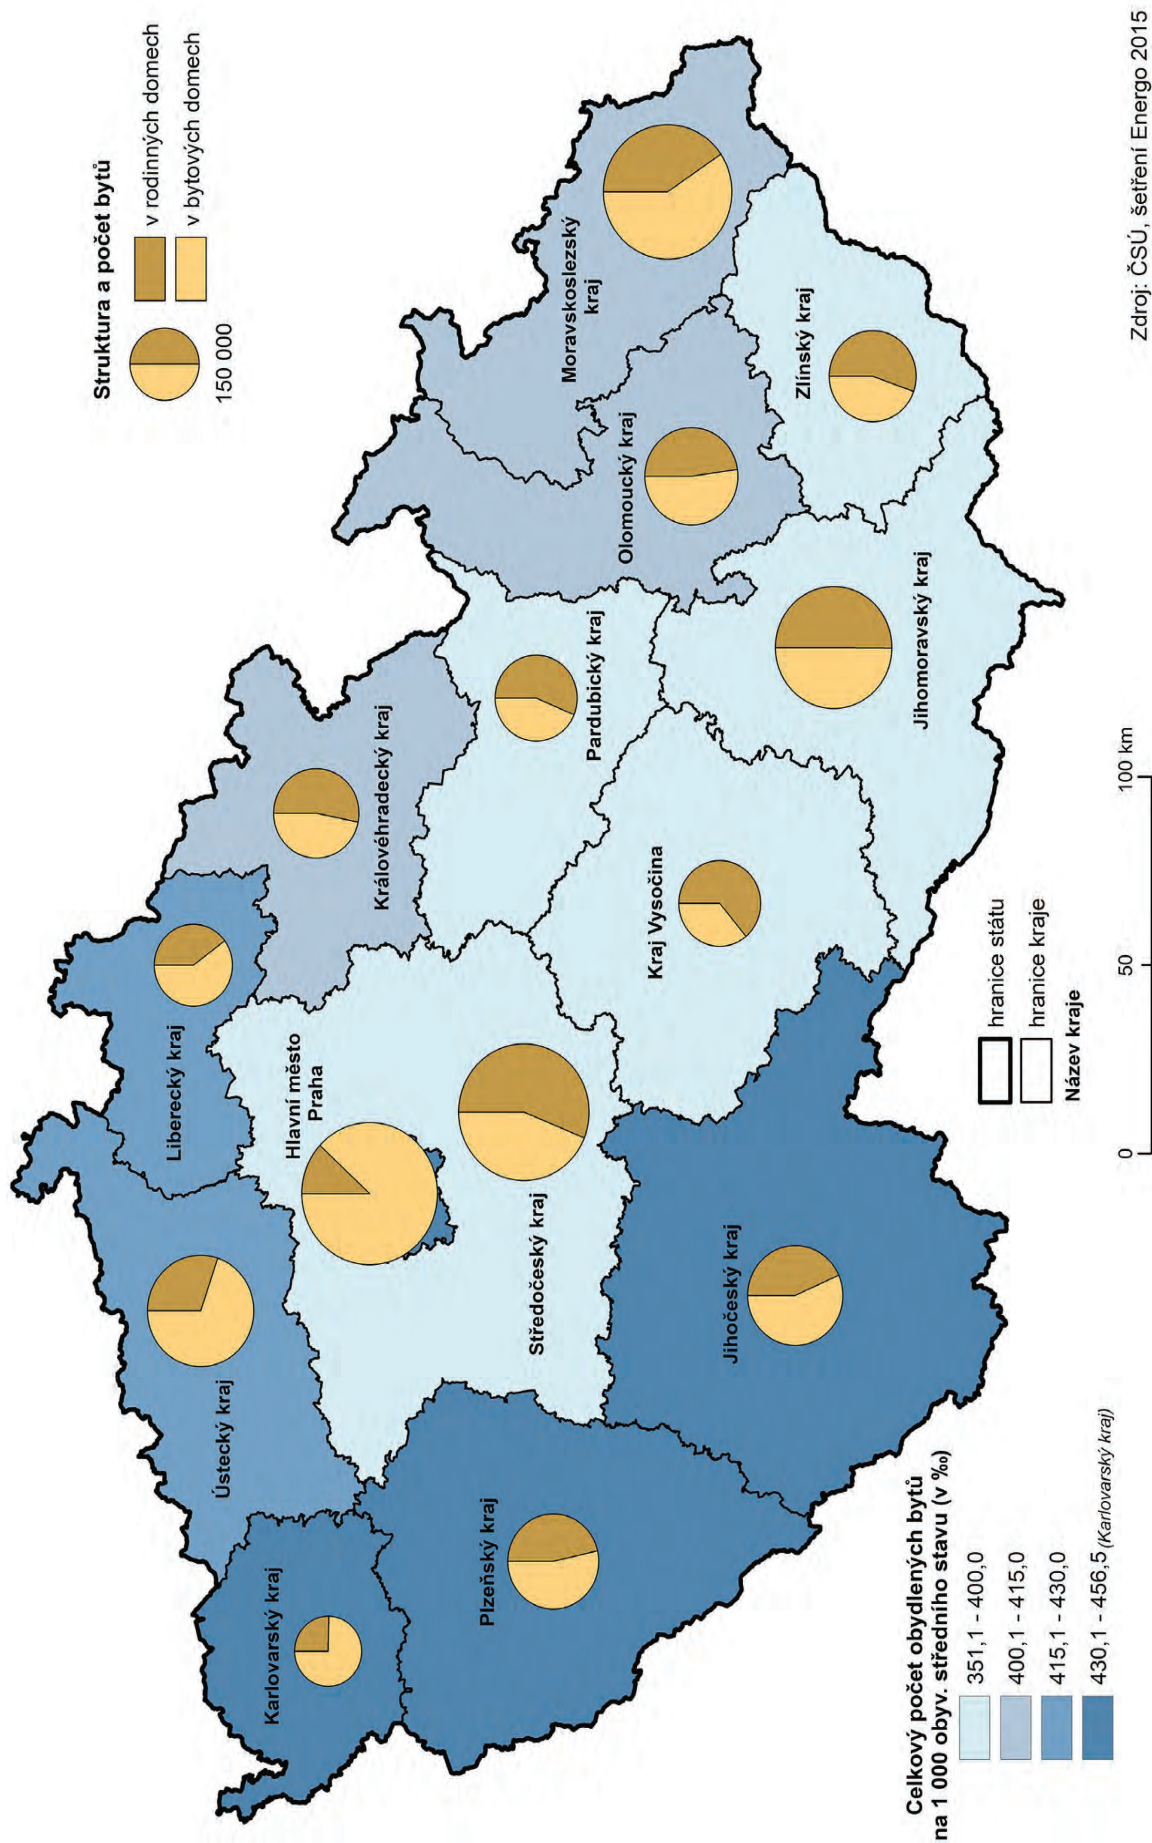 Struktura a počet bytů
v rodinných domech
v bytových domech
150 000
Karlovarský kraj
Ústecký kraj
Liberecký kraj
Hlavní město
Praha
Královéhradecký kraj
Plzeňský kraj
Středočeský kraj
Pardubický kraj
Moravskoslezský
kraj
Olomoucký kraj
Kraj Vysočina
Jihočeský kraj
Zlínský kraj
Jihomoravský kraj
Celkový počet obydlených bytů
na 1 000 obyv. středního stavu (v ‰)
351,1 - 400,0
400,1 - 415,0
415,1 - 430,0
430,1 - 456,5 (Karlovarský kraj)
hranice státu
hranice kraje
Název kraje
0 50 100 km
Zdroj: ČSÚ, šetření Energo 2015